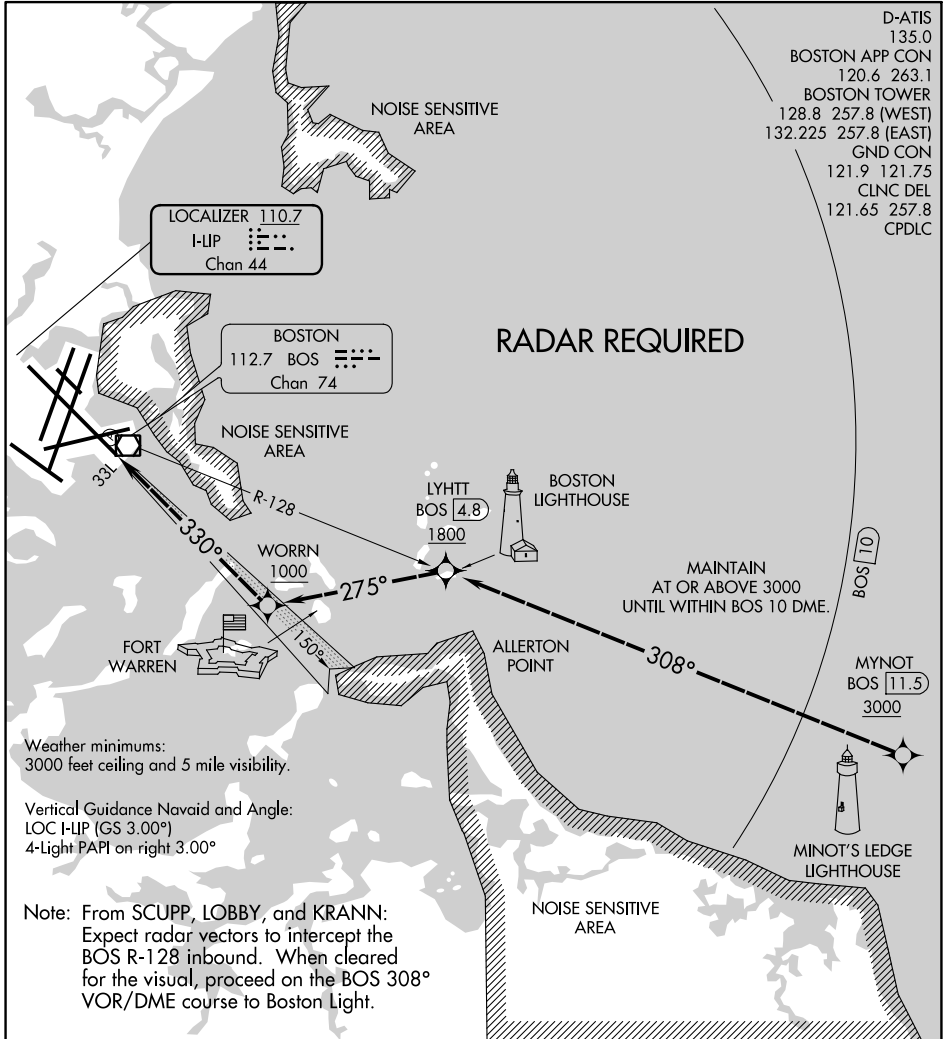 D-ATIS
135.0
BOSTON APP CON
120.6 263.1
BOSTON TOWER
128.8 257.8 (WEST)
132.225 257.8 (EAST)
GND CON
121.9 121.75
CLNC DEL
121.65 257.8
CPDLC
NOISE SENSITIVE
AREA
LOCALIZER 110.7
I-LIP
Chan 44
BOSTON
112.7 BOS
Chan 74
RADAR REQUIRED
NOISE SENSITIVE
AREA
33L
R-128
LYHTT
BOS 4.8
1800
BOSTON
LIGHTHOUSE
330°
WORRN
1000
275°
MAINTAIN
AT OR ABOVE 3000
UNTIL WITHIN BOS 10 DME.
BOS 10
FORT
WARREN
150°
ALLERTON
POINT
308°
MYNOT
BOS 11.5
3000
Weather minimums:
3000 feet ceiling and 5 mile visibility.
Vertical Guidance Navaid and Angle:
LOC I-LIP (GS 3.00°)
4-Light PAPI on right 3.00°
MINOT'S LEDGE
LIGHTHOUSE
Note: From SCUPP, LOBBY, and KRANN:
Expect radar vectors to intercept the
BOS R-128 inbound. When cleared
for the visual, proceed on the BOS 308°
VOR/DME course to Boston Light.
NOISE SENSITIVE
AREA